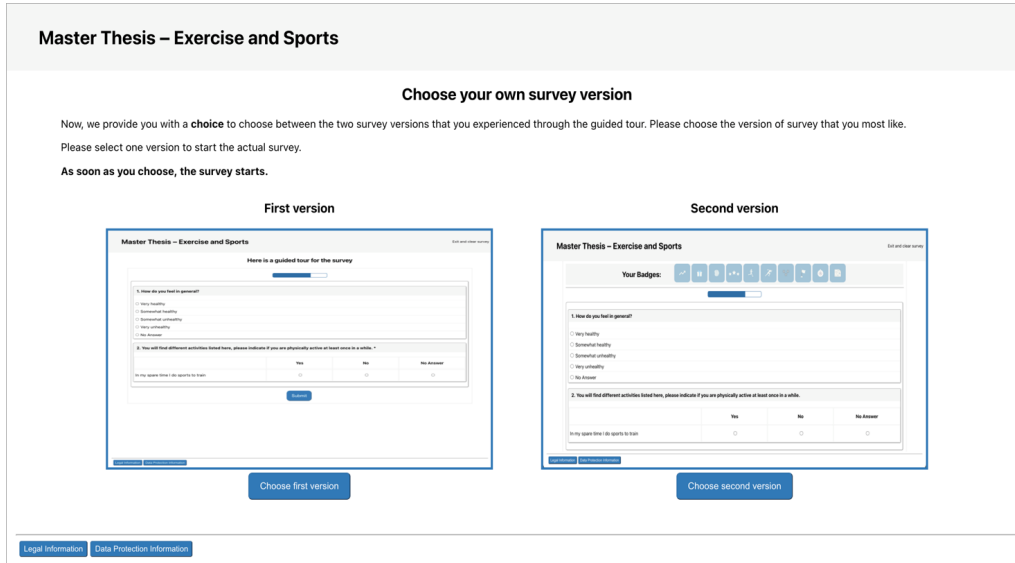 Master Thesis – Exercise and Sports
Choose your own survey version
Now, we provide you with a choice to choose between the two survey versions that you experienced through the guided tour. Please choose the version of survey that you most like.
Please select one version to start the actual survey.
As soon as you choose, the survey starts.
First version
Master Thesis – Exercise and Sports
Exit and clear survey
Here is a guided tour for the survey
1. How do you feel in general?
Very healthy
Somewhat healthy
Somewhat unhealthy
Very unhealthy
No Answer
2. You will find different activities listed here, please indicate if you are physically active at least once in a while. *
Yes No No Answer
In my spare time I do sports to train
Submit
Legal Information Data Protection Information
Choose first version
Second version
Master Thesis – Exercise and Sports
Exit and clear survey
Your Badges:
1. How do you feel in general?
Very healthy
Somewhat healthy
Somewhat unhealthy
Very unhealthy
No Answer
2. You will find different activities listed here, please indicate if you are physically active at least once in a while.
Yes No No Answer
In my spare time I do sports to train
Legal Information Data Protection Information
Choose second version
Legal Information Data Protection Information